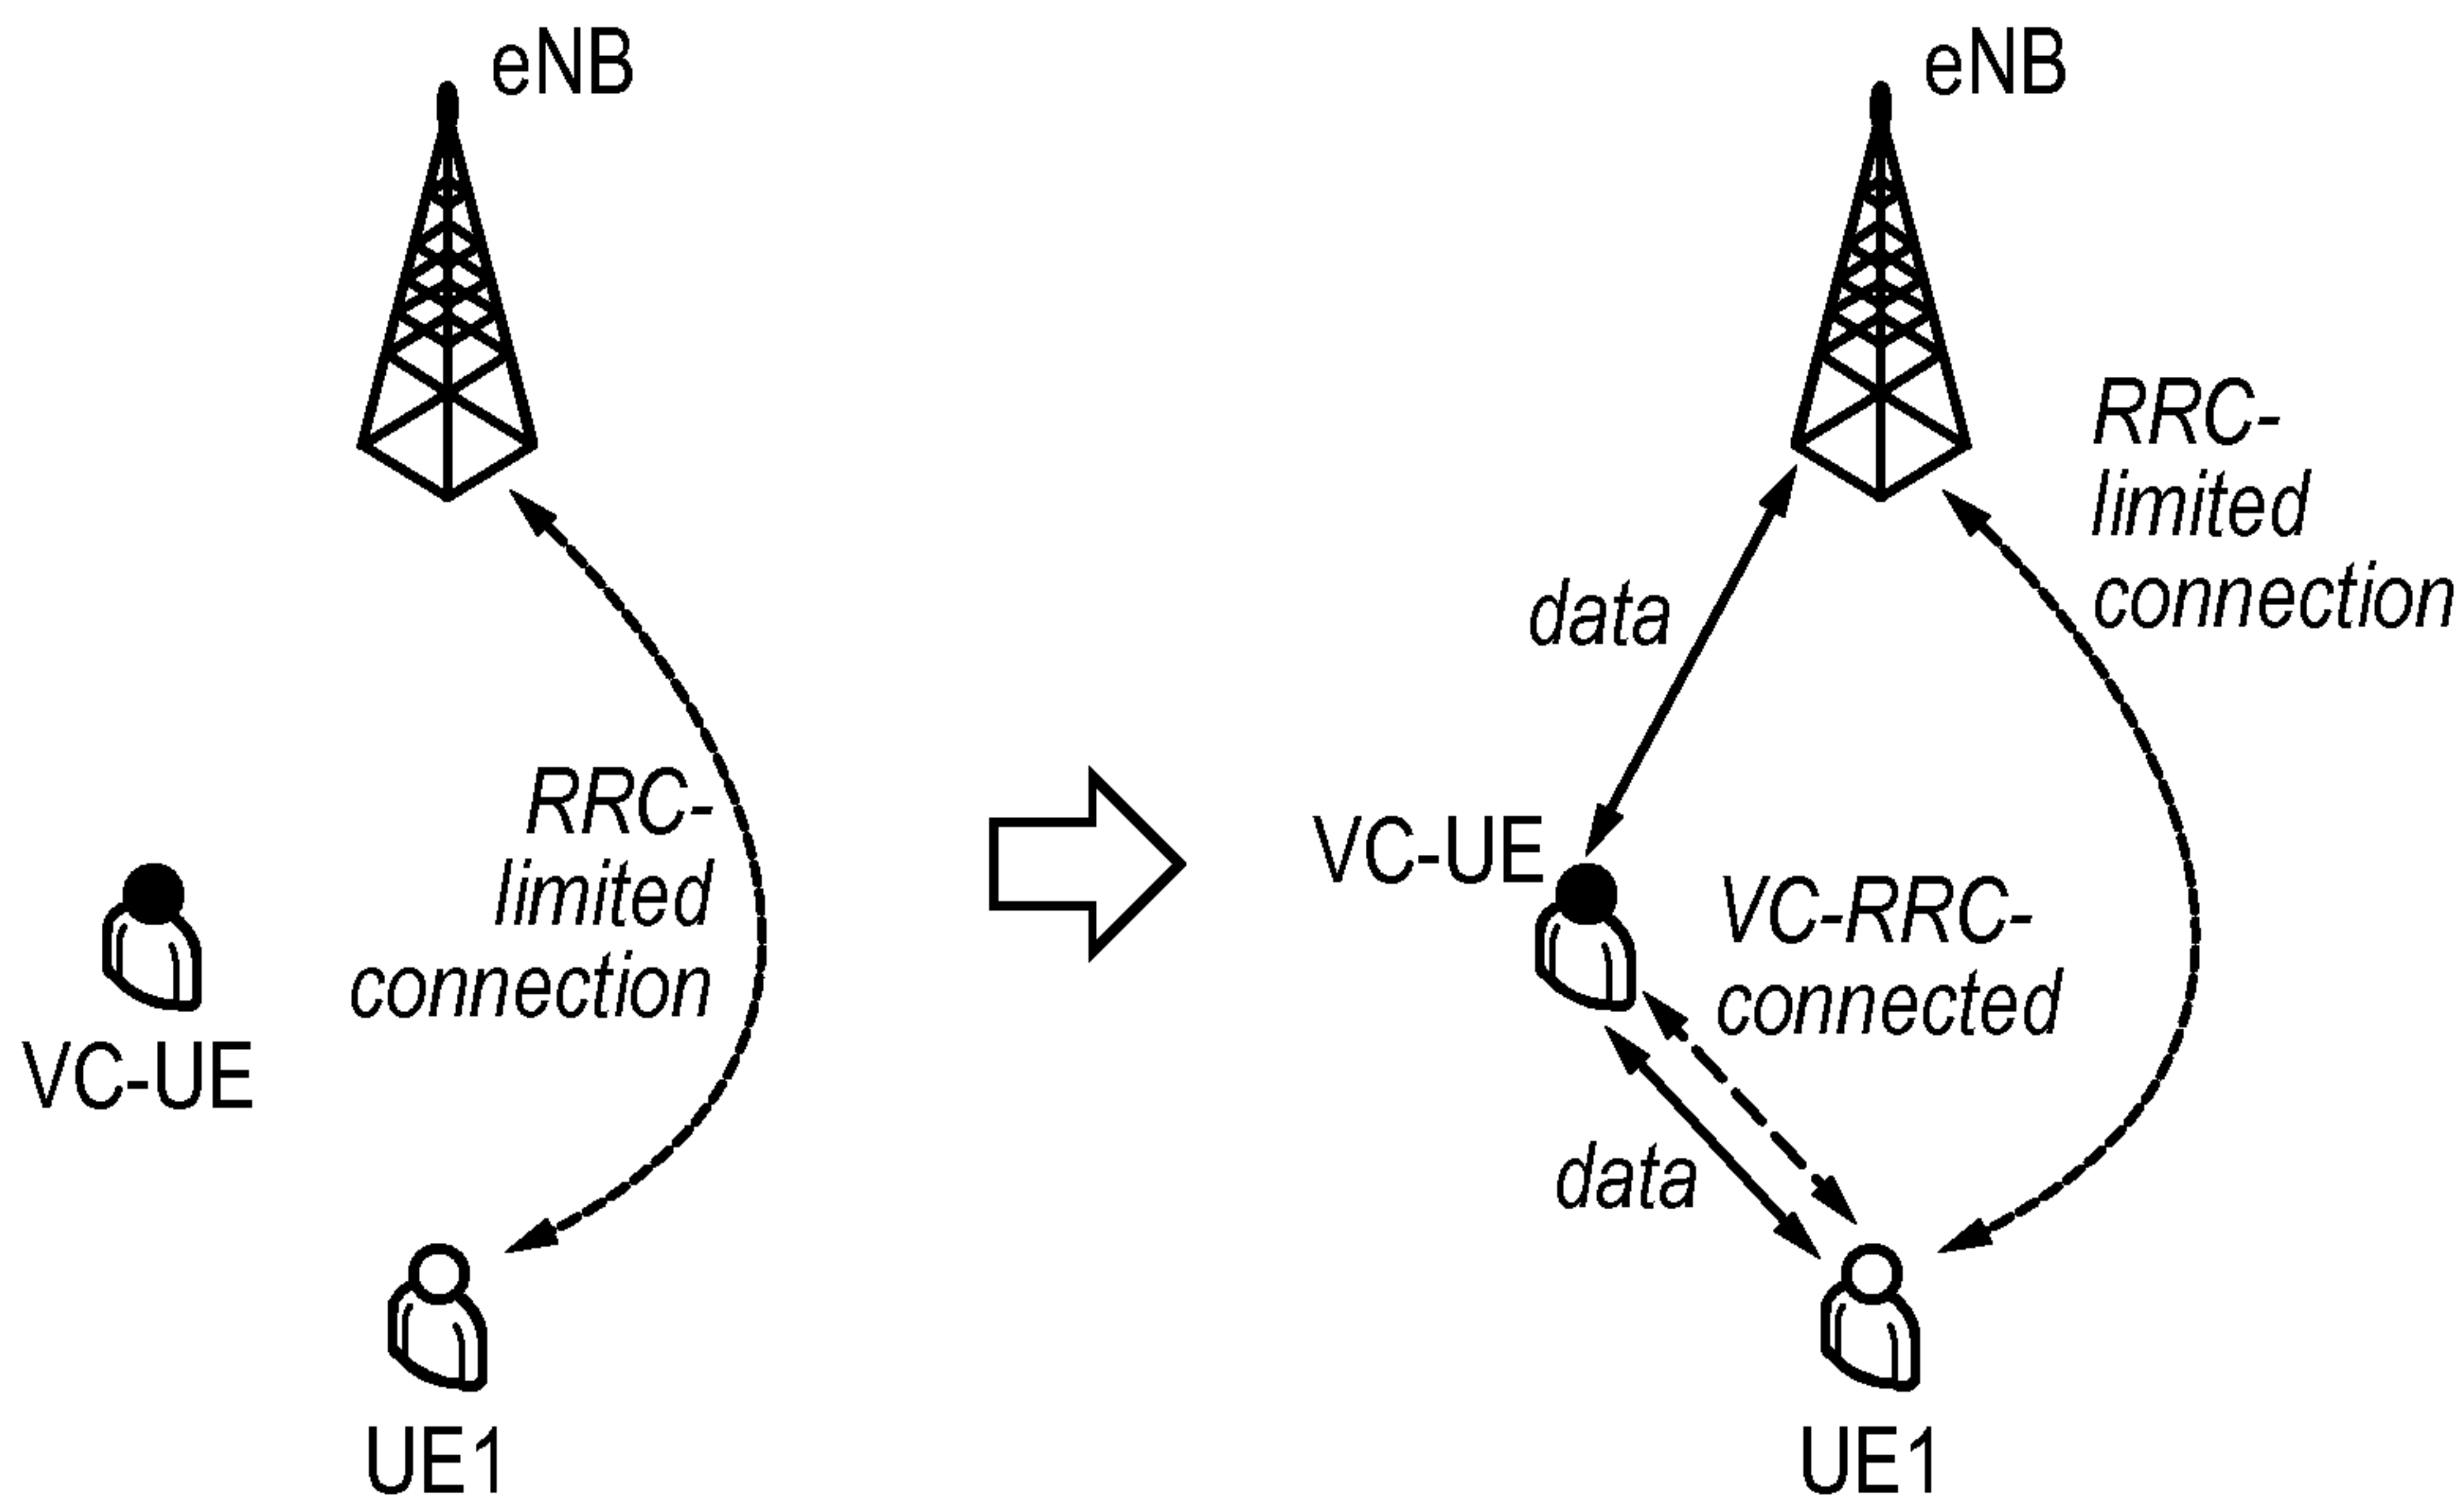 eNB
RRC-
limited
connection
VC-UE
UE1
eNB
RRC-
limited
connection
data
VC-UE
VC-RRC-
connected
data
UE1